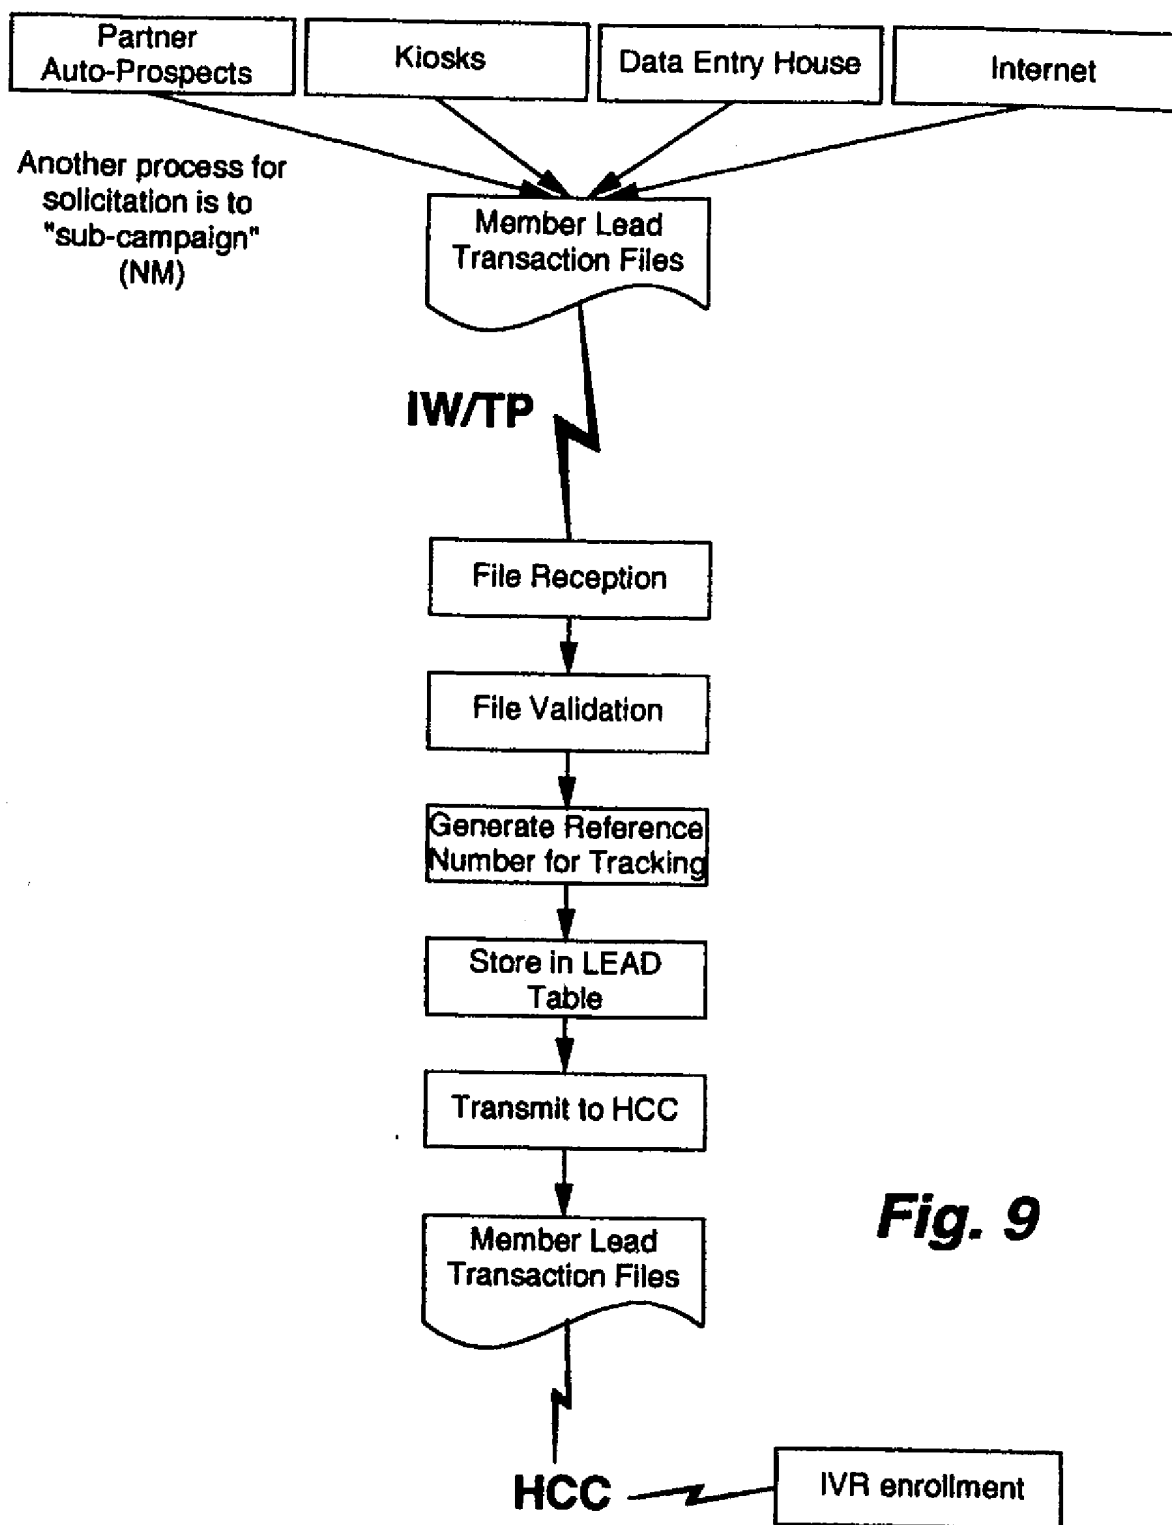 Partner
Auto-Prospects
Kiosks
Data Entry House
Internet
Another process for
solicitation is to
"sub-campaign"
(NM)
Member Lead
Transaction Files
IW/TP
File Reception
File Validation
Generate Reference
Number for Tracking
Store in LEAD
Table
Transmit to HCC
Member Lead
Transaction Files
Fig. 9
HCC
IVR enrollment